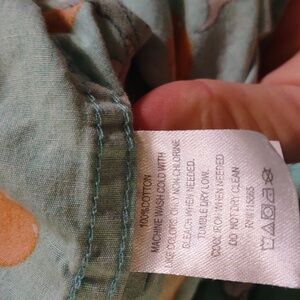 100%COTTON
MACHINE WASH COLD WITH
LIKE COLORS. ONLY NON-CHLORINE
BLEACH WHEN NEEDED.
TUMBLE DRY LOW.
COOL IRON WHEN NEEDED
DO NOT DRY CLEAN